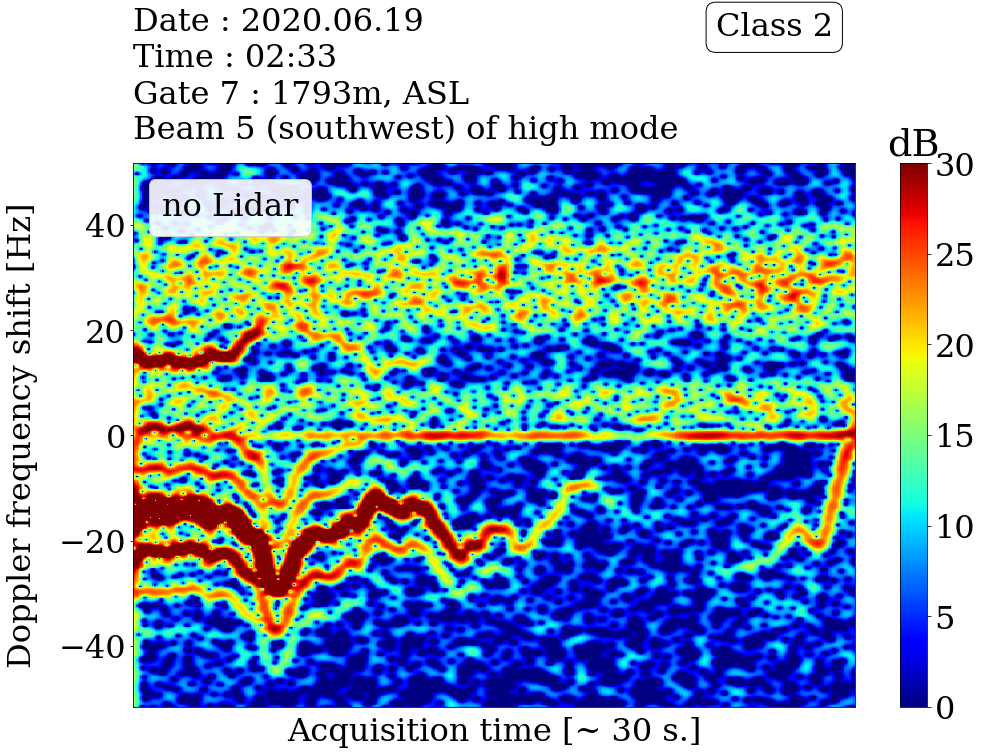 Date : 2020.06.19
Time : 02:33
Gate 7 : 1793m, ASL
Beam 5 (southwest) of high mode
Class 2
no Lidar
Doppler frequency shift [Hz]
40
20
0
−20
−40
Acquisition time [~ 30 s.]
dB
30
25
20
15
10
5
0